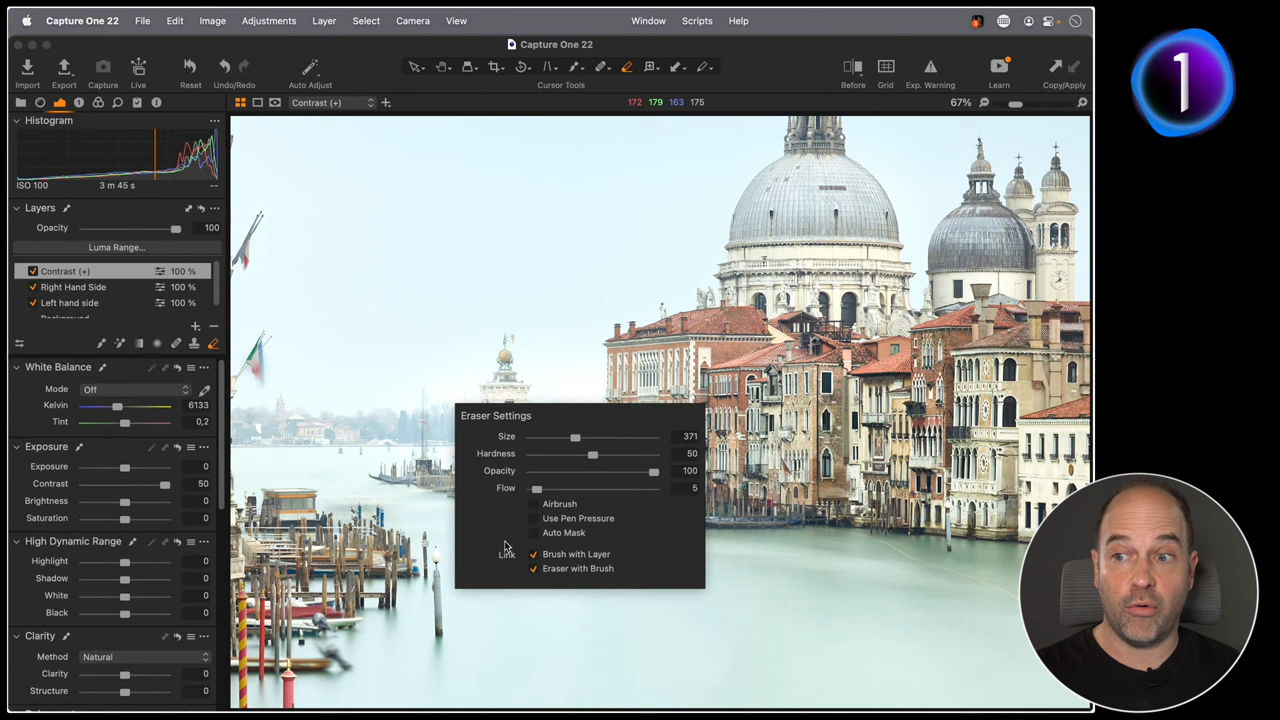 Capture One 22 File Edit Image Adjustments Layer Select Camera View Window Scripts Help
Capture One 22
Import Export Capture Live Reset Undo/Redo Auto Adjust Cursor Tools Before Grid Exp. Warning Learn Copy/Apply
Contrast (+) 172 179 163 175 67%
Histogram
ISO 100 3 m 45 s --
Layers
Opacity 100
Luma Range...
Contrast (+) 100 %
Right Hand Side 100 %
Left hand side 100 %
Background
White Balance
Mode Off
Kelvin 6133
Tint 0,2
Exposure
Exposure 0
Contrast 50
Brightness 0
Saturation 0
High Dynamic Range
Highlight 0
Shadow 0
White 0
Black 0
Clarity
Method Natural
Clarity 0
Structure 0
Eraser Settings
Size 371
Hardness 50
Opacity 100
Flow 5
Airbrush
Use Pen Pressure
Auto Mask
Link Brush with Layer
Eraser with Brush
1